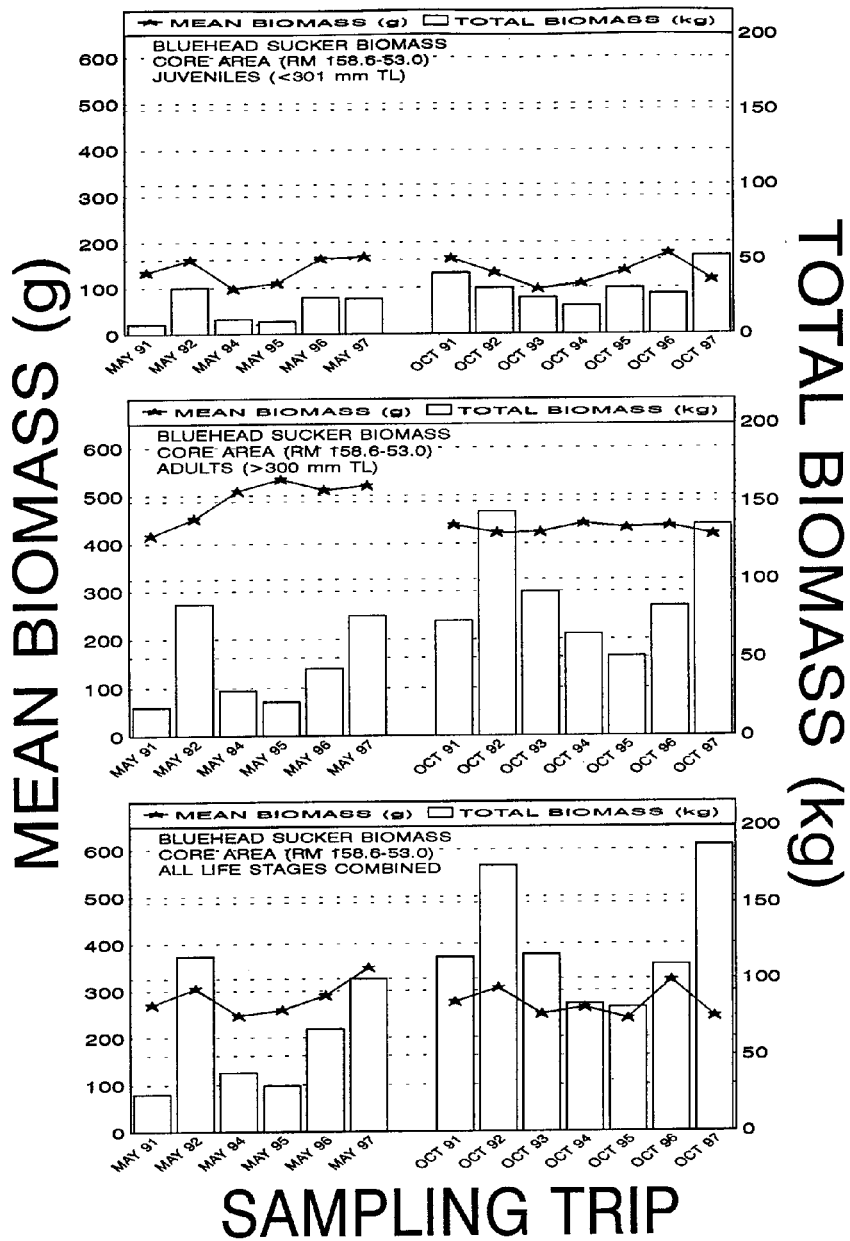 MEAN BIOMASS (g) TOTAL BIOMASS (kg)
BLUEHEAD SUCKER BIOMASS
CORE AREA (RM 158.6-53.0)
JUVENILES (<301 mm TL)
600
500
400
300
200
100
0
200
150
100
50
0
MAY 91
MAY 92
MAY 94
MAY 95
MAY 96
MAY 97
OCT 91
OCT 92
OCT 93
OCT 94
OCT 95
OCT 96
OCT 97
MEAN BIOMASS (g) TOTAL BIOMASS (kg)
BLUEHEAD SUCKER BIOMASS
CORE AREA (RM 158.6-53.0)
ADULTS (>300 mm TL)
600
500
400
300
200
100
0
200
150
100
50
0
MAY 91
MAY 92
MAY 94
MAY 95
MAY 96
MAY 97
OCT 91
OCT 92
OCT 93
OCT 94
OCT 95
OCT 96
OCT 97
MEAN BIOMASS (g) TOTAL BIOMASS (kg)
BLUEHEAD SUCKER BIOMASS
CORE AREA (RM 158.6-53.0)
ALL LIFE STAGES COMBINED
600
500
400
300
200
100
0
200
150
100
50
0
MAY 91
MAY 92
MAY 94
MAY 95
MAY 96
MAY 97
OCT 91
OCT 92
OCT 93
OCT 94
OCT 95
OCT 96
OCT 97
MEAN BIOMASS (g)
TOTAL BIOMASS (kg)
SAMPLING TRIP